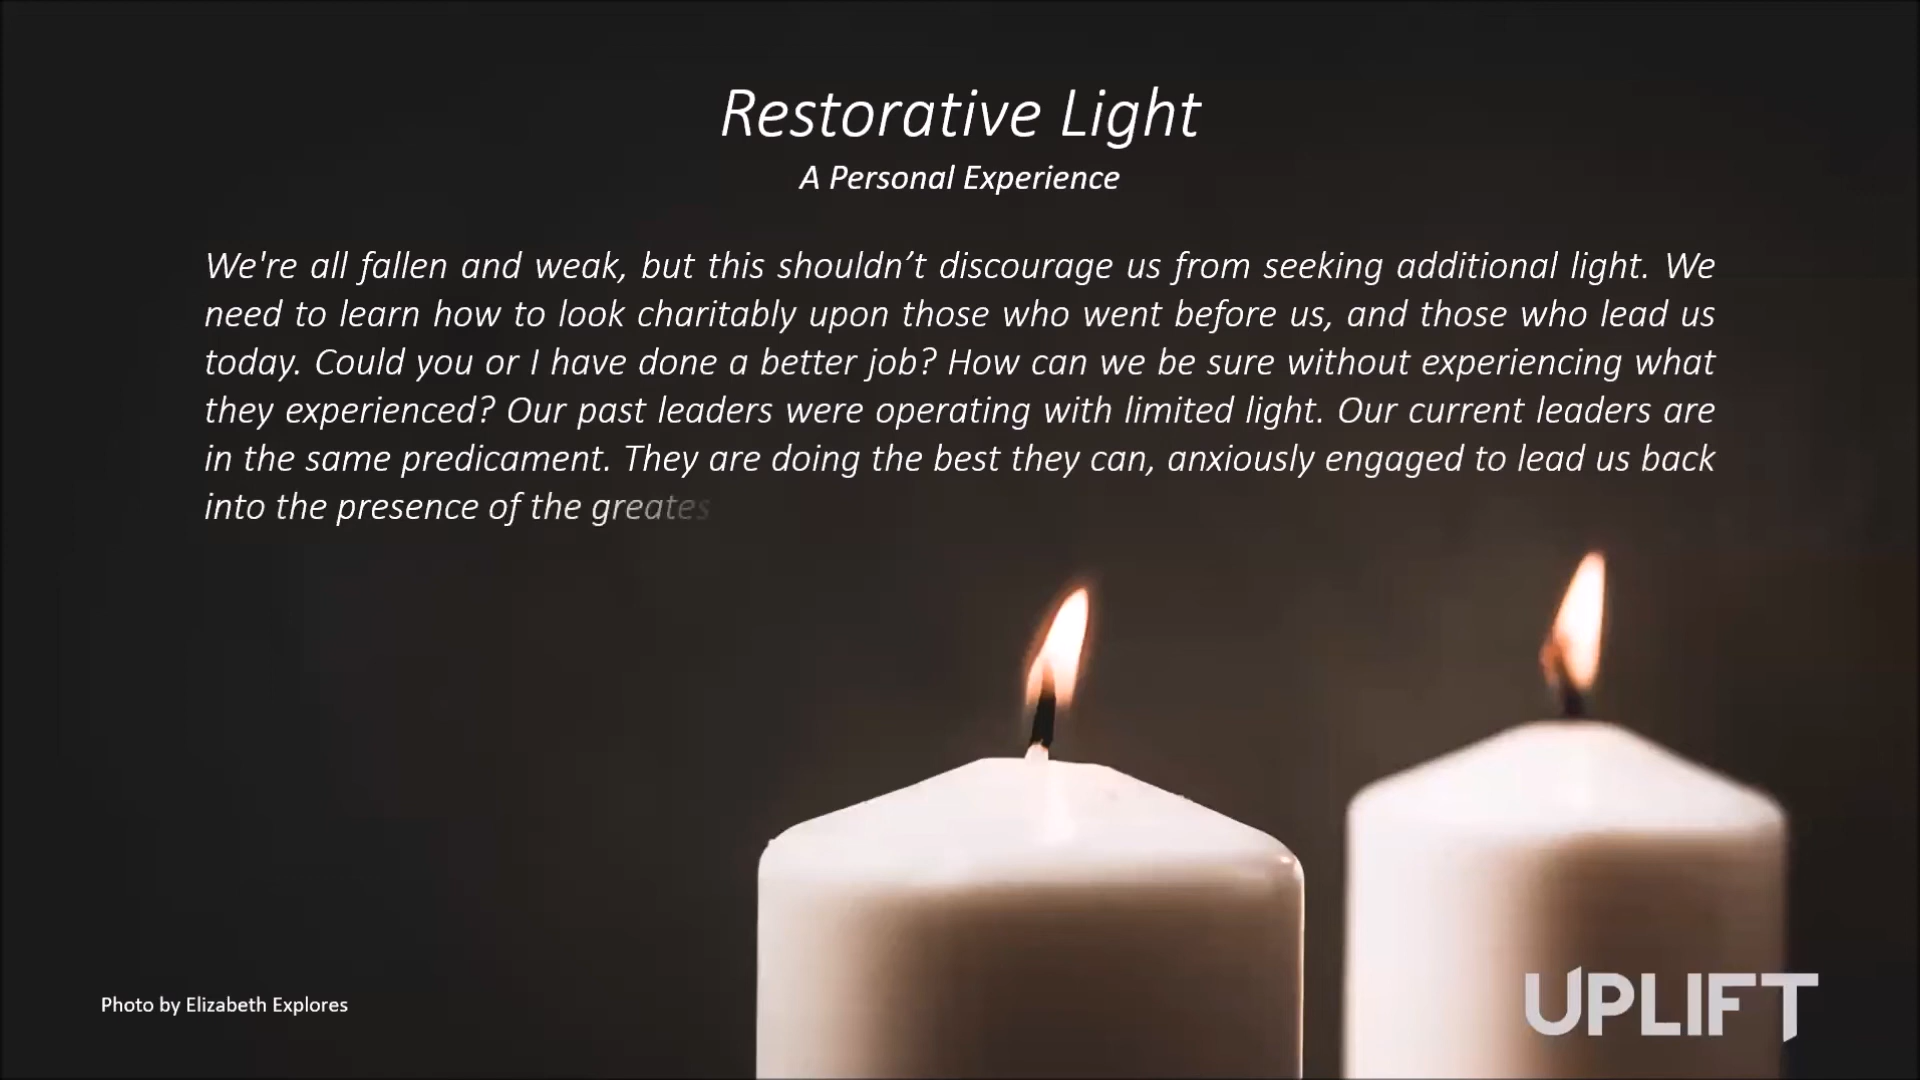 Restorative Light
A Personal Experience
We're all fallen and weak, but this shouldn’t discourage us from seeking additional light. We
need to learn how to look charitably upon those who went before us, and those who lead us
today. Could you or I have done a better job? How can we be sure without experiencing what
they experienced? Our past leaders were operating with limited light. Our current leaders are
in the same predicament. They are doing the best they can, anxiously engaged to lead us back
into the presence of the greates
Photo by Elizabeth Explores
UPLIFT